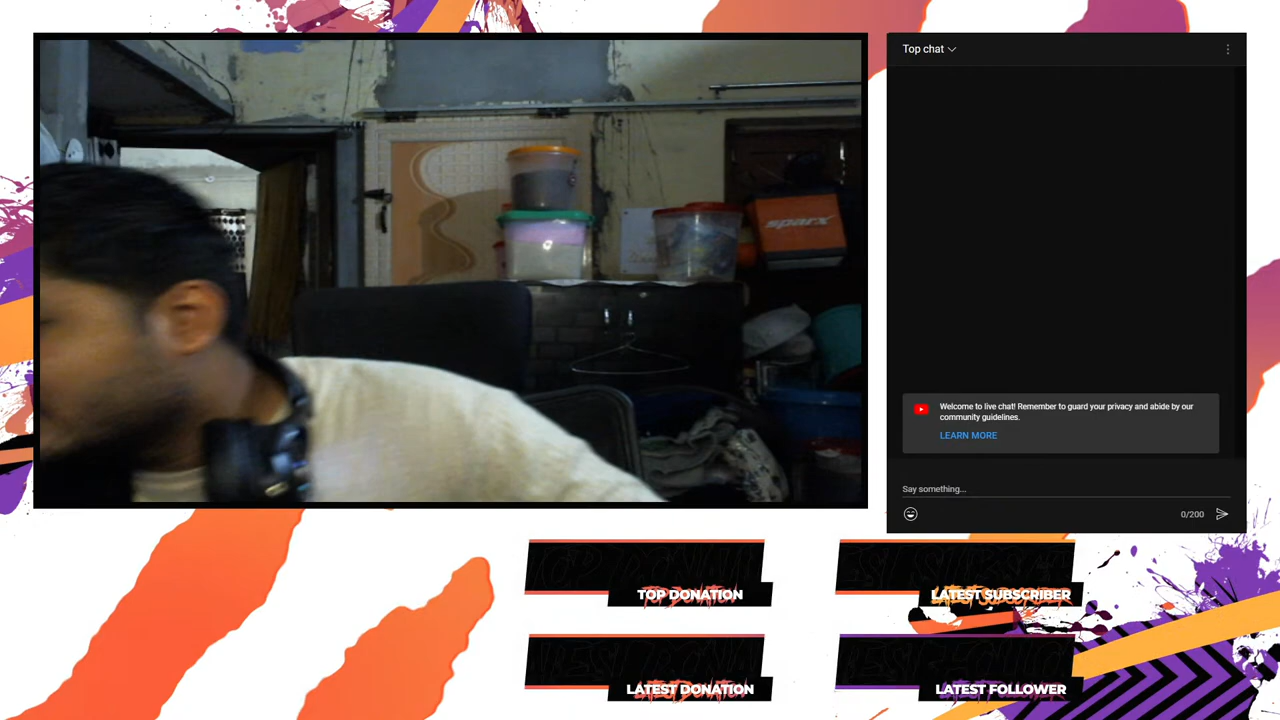 Top chat
sparx
Welcome to live chat! Remember to guard your privacy and abide by our
community guidelines.
LEARN MORE
Say something...
0/200
TOP DONATION
LATEST SUBSCRIBER
LATEST DONATION
LATEST FOLLOWER